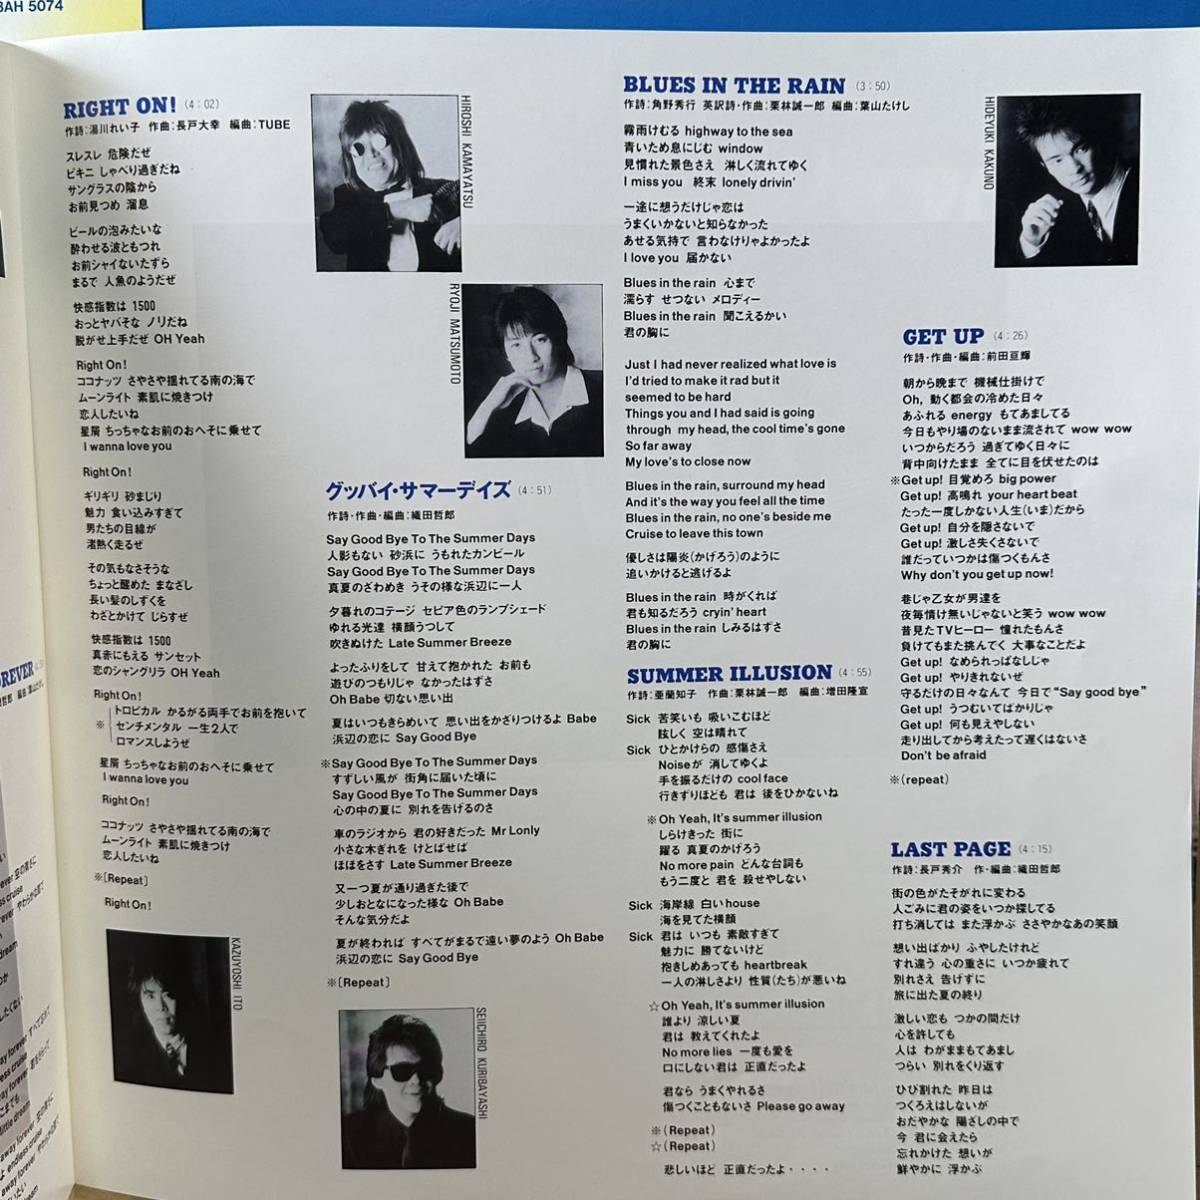 BAH 5074
RIGHT ON! (4:02)
作詩:湯川れい子 作曲:長戸大幸 編曲:TUBE
スレスレ 危険だぜ
ビキニ しゃべり過ぎだね
サングラスの陰から
お前見つめ 溜息
ビールの泡みたいな
酔わせる波ともつれ
お前シャイないたずら
まるで 人魚のようだぜ
快感指数は 1500
おっとヤバそな ノリだね
脱がせ上手だぜ OH Yeah
Right On!
ココナッツ さやさや揺れてる南の海で
ムーンライト 素肌に焼きつけ
恋人したいね
星屑 ちっちゃなお前のおへそに乗せて
I wanna love you
Right On!
ギリギリ 砂まじり
魅力 食い込みすぎて
男たちの目線が
渚熱く走るぜ
その気もなさそうな
ちょっと醒めた まなざし
長い髪のしずくを
わざとかけて じらすぜ
快感指数は 1500
真赤にもえる サンセット
恋のシャングリラ OH Yeah
Right On!
※ トロピカル かるがる両手でお前を抱いて
センチメンタル 一生2人で
ロマンスしようぜ
星屑 ちっちゃなお前のおへそに乗せて
I wanna love you
Right On!
ココナッツ さやさや揺れてる南の海で
ムーンライト 素肌に焼きつけ
恋人したいね
※[Repeat]
Right On!
KAZUYOSHI ITO
HIROSHI KAMAYATSU
RYOJI MATSUMOTO
グッバイ・サマーデイズ (4:51)
作詩・作曲・編曲:織田哲郎
Say Good Bye To The Summer Days
人影もない 砂浜に うもれたカンビール
Say Good Bye To The Summer Days
真夏のざわめき うその様な浜辺に一人
夕暮れのコテージ セピア色のランプシェード
ゆれる光達 横顔うつして
吹きぬけた Late Summer Breeze
よったふりをして 甘えて抱かれた お前も
遊びのつもりじゃ なかったはずさ
Oh Babe 切ない思い出
夏はいつもきらめいて 思い出をかざりつけるよ Babe
浜辺の恋に Say Good Bye
※Say Good Bye To The Summer Days
すずしい風が 街角に届いた頃に
Say Good Bye To The Summer Days
心の中の夏に 別れを告げるのさ
車のラジオから 君の好きだった Mr Lonly
小さな木ぎれを けとばせば
ほほをさす Late Summer Breeze
又一つ夏が通り過ぎた後で
少しおとなになった様な Oh Babe
そんな気分だよ
夏が終われば すべてがまるで遠い夢のよう Oh Babe
浜辺の恋に Say Good Bye
※[Repeat]
SEIICHIRO KURIBAYASHI
BLUES IN THE RAIN (3:50)
作詩:角野秀行 英訳詩・作曲:栗林誠一郎 編曲:葉山たけし
霧雨けむる highway to the sea
青いため息にじむ window
見慣れた景色さえ 淋しく流れてゆく
I miss you 終末 lonely drivin'
一途に想うだけじゃ恋は
うまくいかないと知らなかった
あせる気持で 言わなけりゃよかったよ
I love you 届かない
Blues in the rain 心まで
濡らす せつない メロディー
Blues in the rain 聞こえるかい
君の胸に
Just I had never realized what love is
I'd tried to make it rad but it
seemed to be hard
Things you and I had said is going
through my head, the cool time's gone
So far away
My love's to close now
Blues in the rain, surround my head
And it's the way you feel all the time
Blues in the rain, no one's beside me
Cruise to leave this town
優しさは陽炎(かげろう)のように
追いかけると逃げるよ
Blues in the rain 時がくれば
君も知るだろう cryin' heart
Blues in the rain しみるはずさ
君の胸に
HIDEYUKI KAKUNO
SUMMER ILLUSION (4:55)
作詩:亜蘭知子 作曲:栗林誠一郎 編曲:増田隆宣
Sick 苦笑いも 吸いこむほど
眩しく 空は晴れて
Sick ひとかけらの 感傷さえ
Noiseが 消してゆくよ
手を振るだけの cool face
行きずりほども 君は 後をひかないね
※Oh Yeah, It's summer illusion
しらけきった 街に
躍る 真夏のかげろう
No more pain どんな台詞も
もう二度と 君を 殺せやしない
Sick 海岸線 白いhouse
海を見てた横顔
Sick 君は いつも 素敵すぎて
魅力に 勝てないけど
抱きしめあっても heartbreak
一人の淋しさより 性質(たち)が悪いね
☆Oh Yeah, It's summer illusion
誰より 涼しい夏
君は 教えてくれたよ
No more lies 一度も愛を
口にしない君は 正直だったよ
君なら うまくやれるさ
傷つくこともないさ Please go away
※(Repeat)
☆(Repeat)
悲しいほど 正直だったよ・・・・
GET UP (4:26)
作詩・作曲・編曲:前田亘輝
朝から晩まで 機械仕掛けで
Oh, 動く都会の冷めた日々
あふれる energy もてあましてる
今日もやり場のないまま流されて wow wow
いつからだろう 過ぎてゆく日々に
背中向けたまま 全てに目を伏せたのは
※Get up! 目覚めろ big power
Get up! 高鳴れ your heart beat
たった一度しかない人生(いま)だから
Get up! 自分を隠さないで
Get up! 激しさ失くさないで
誰だっていつかは傷つくもんさ
Why don't you get up now!
巷じゃ乙女が男達を
夜毎情け無いじゃないと笑う wow wow
昔見たTVヒーロー 憧れたもんさ
負けてもまた挑んでく 大事なことだよ
Get up! なめられっぱなしじゃ
Get up! やりきれないぜ
守るだけの日々なんて 今日で“Say good bye”
Get up! うつむいてばかりじゃ
Get up! 何も見えやしない
走り出してから考えたって遅くはないさ
Don't be afraid
※(repeat)
LAST PAGE (4:15)
作詩:長戸秀介 作・編曲:織田哲郎
街の色がたそがれに変わる
人ごみに君の姿をいつか探してる
打ち消しては また浮かぶ ささやかなあの笑顔
想い出ばかり ふやしたけれど
すれ違う 心の重さに いつか疲れて
別れさえ 告げずに
旅に出た夏の終り
激しい恋も つかの間だけ
心を許しても
人は わがままもてあまし
つらい 別れをくり返す
ひび割れた 昨日は
つくろえはしないが
おだやかな 陽ざしの中で
今 君に会えたら
忘れかけた 想いが
鮮やかに 浮かぶ